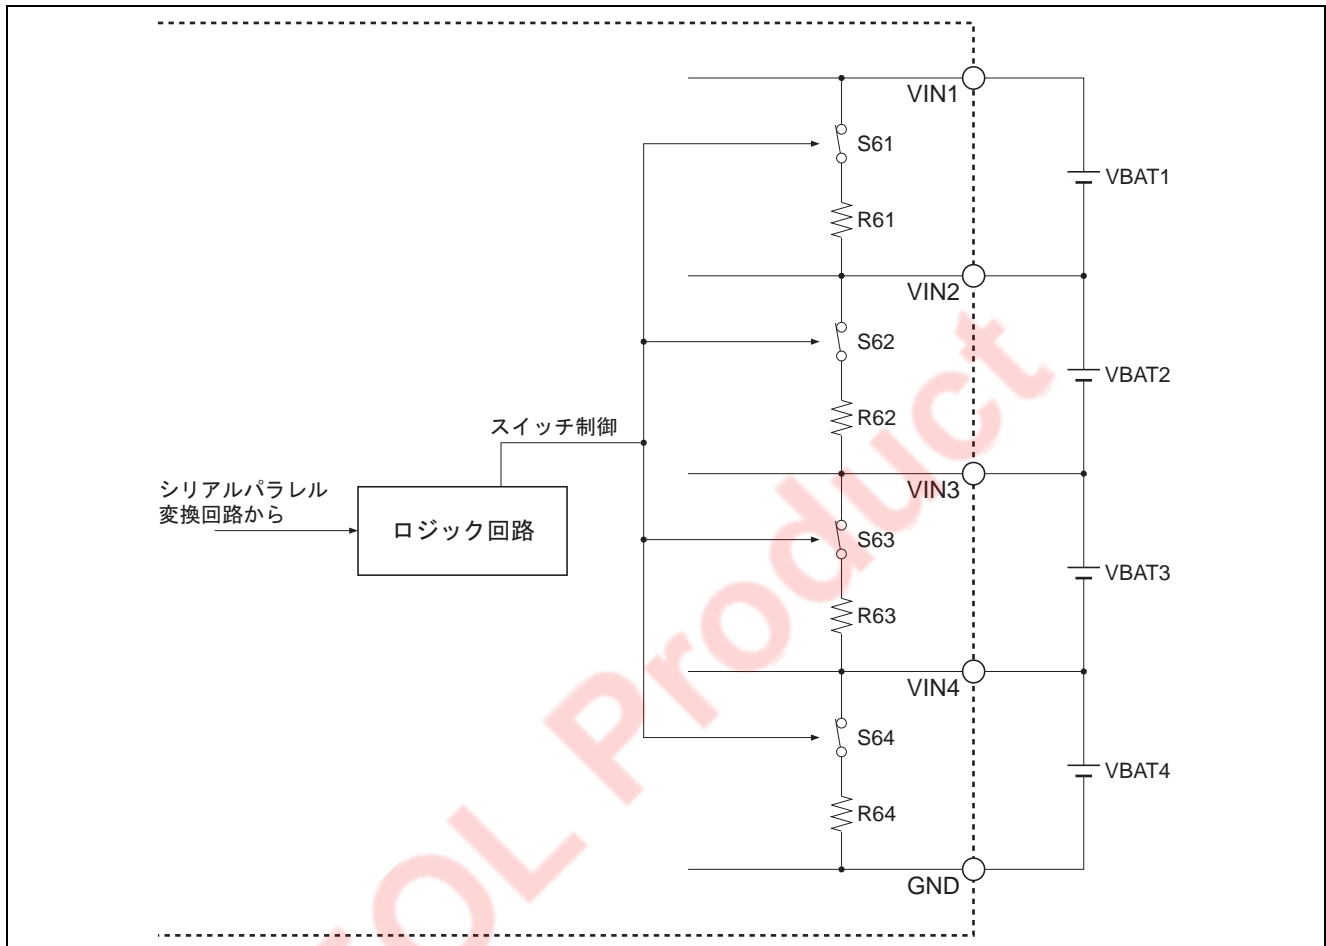 VIN1
S61
VBAT1
R61
VIN2
S62
VBAT2
R62
スイッチ制御
VIN3
シリアルパラレル
変換回路から
ロジック回路
S63
VBAT3
R63
VIN4
S64
VBAT4
R64
GND
OL Product